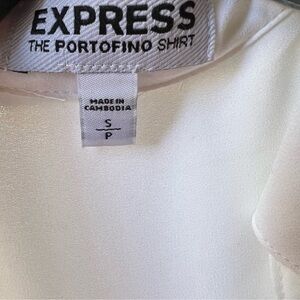 EXPRESS
THE PORTOFINO SHIRT
MADE IN
CAMBODIA
S
P